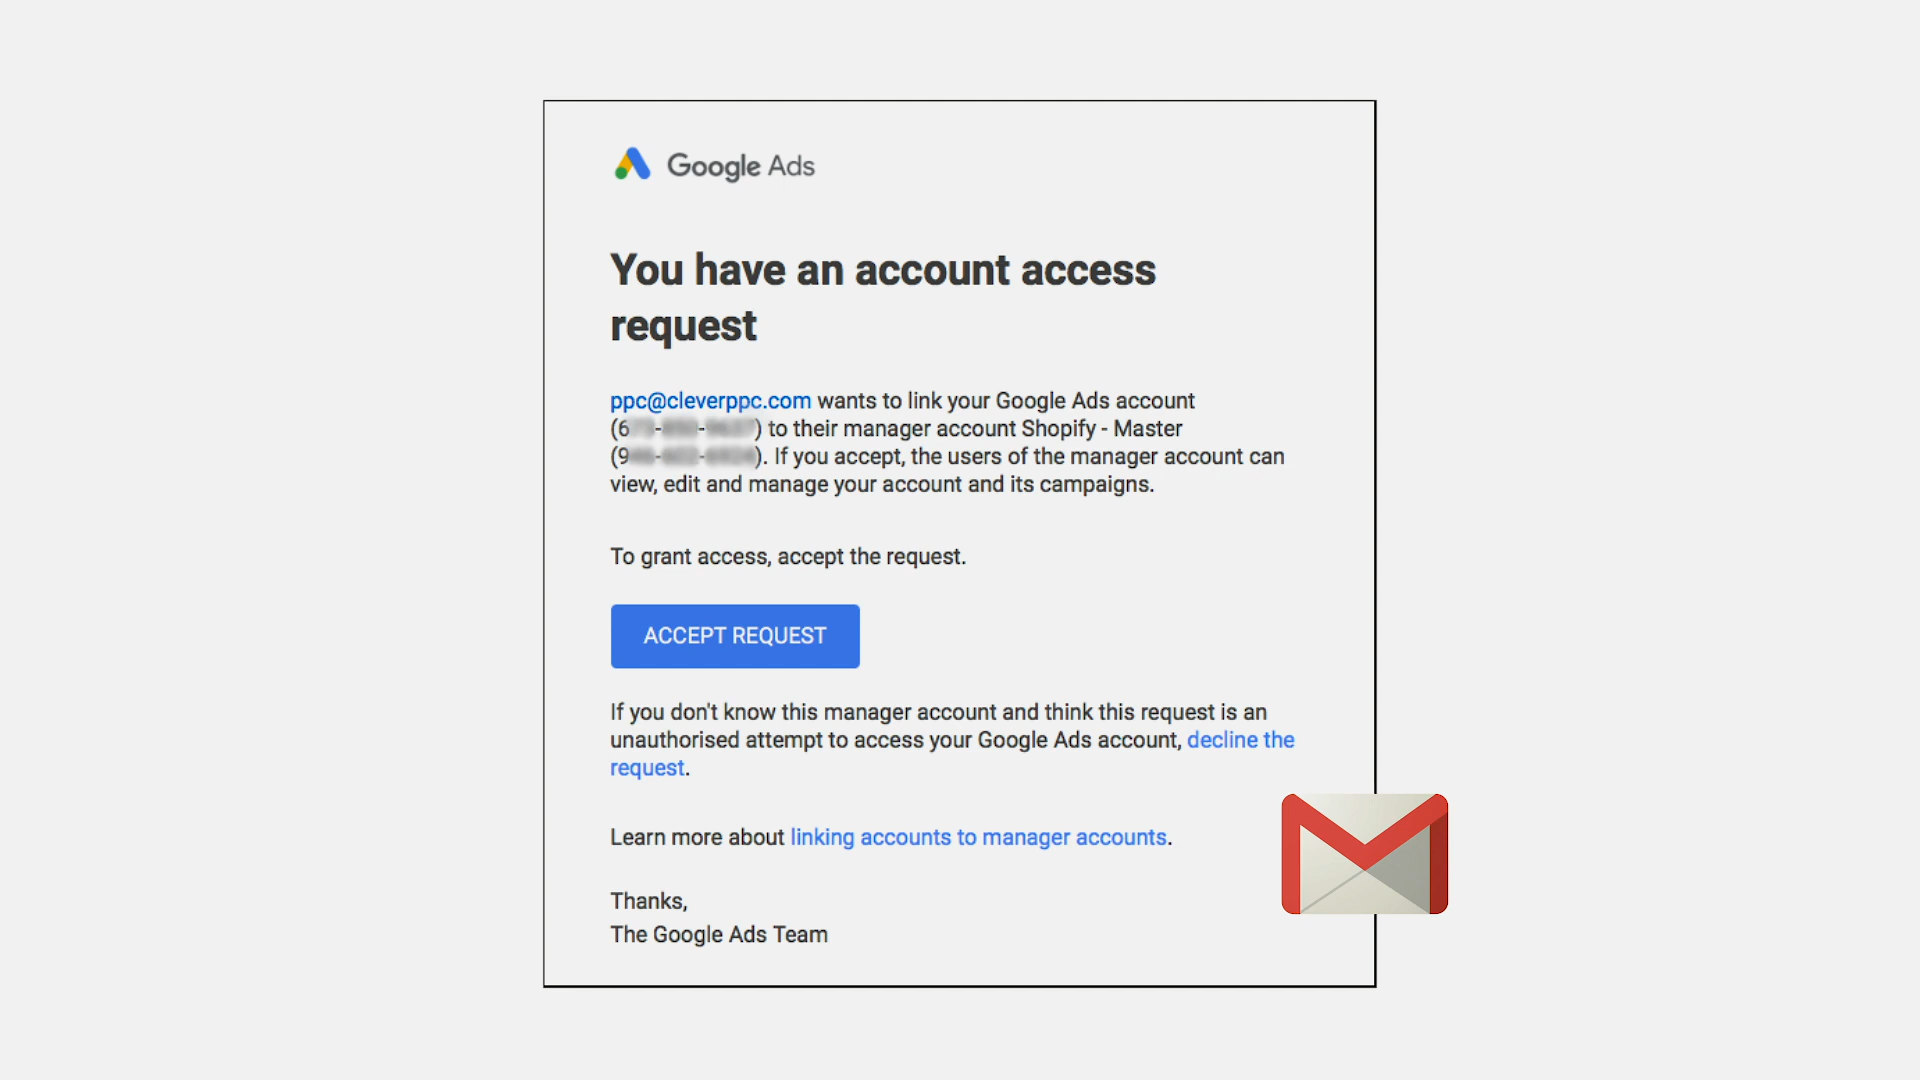 Google Ads
You have an account access
request
ppc@cleverppc.com wants to link your Google Ads account
(6 ) to their manager account Shopify - Master
(9 ). If you accept, the users of the manager account can
view, edit and manage your account and its campaigns.
To grant access, accept the request.
ACCEPT REQUEST
If you don't know this manager account and think this request is an
unauthorised attempt to access your Google Ads account, decline the
request.
Learn more about linking accounts to manager accounts.
Thanks,
The Google Ads Team